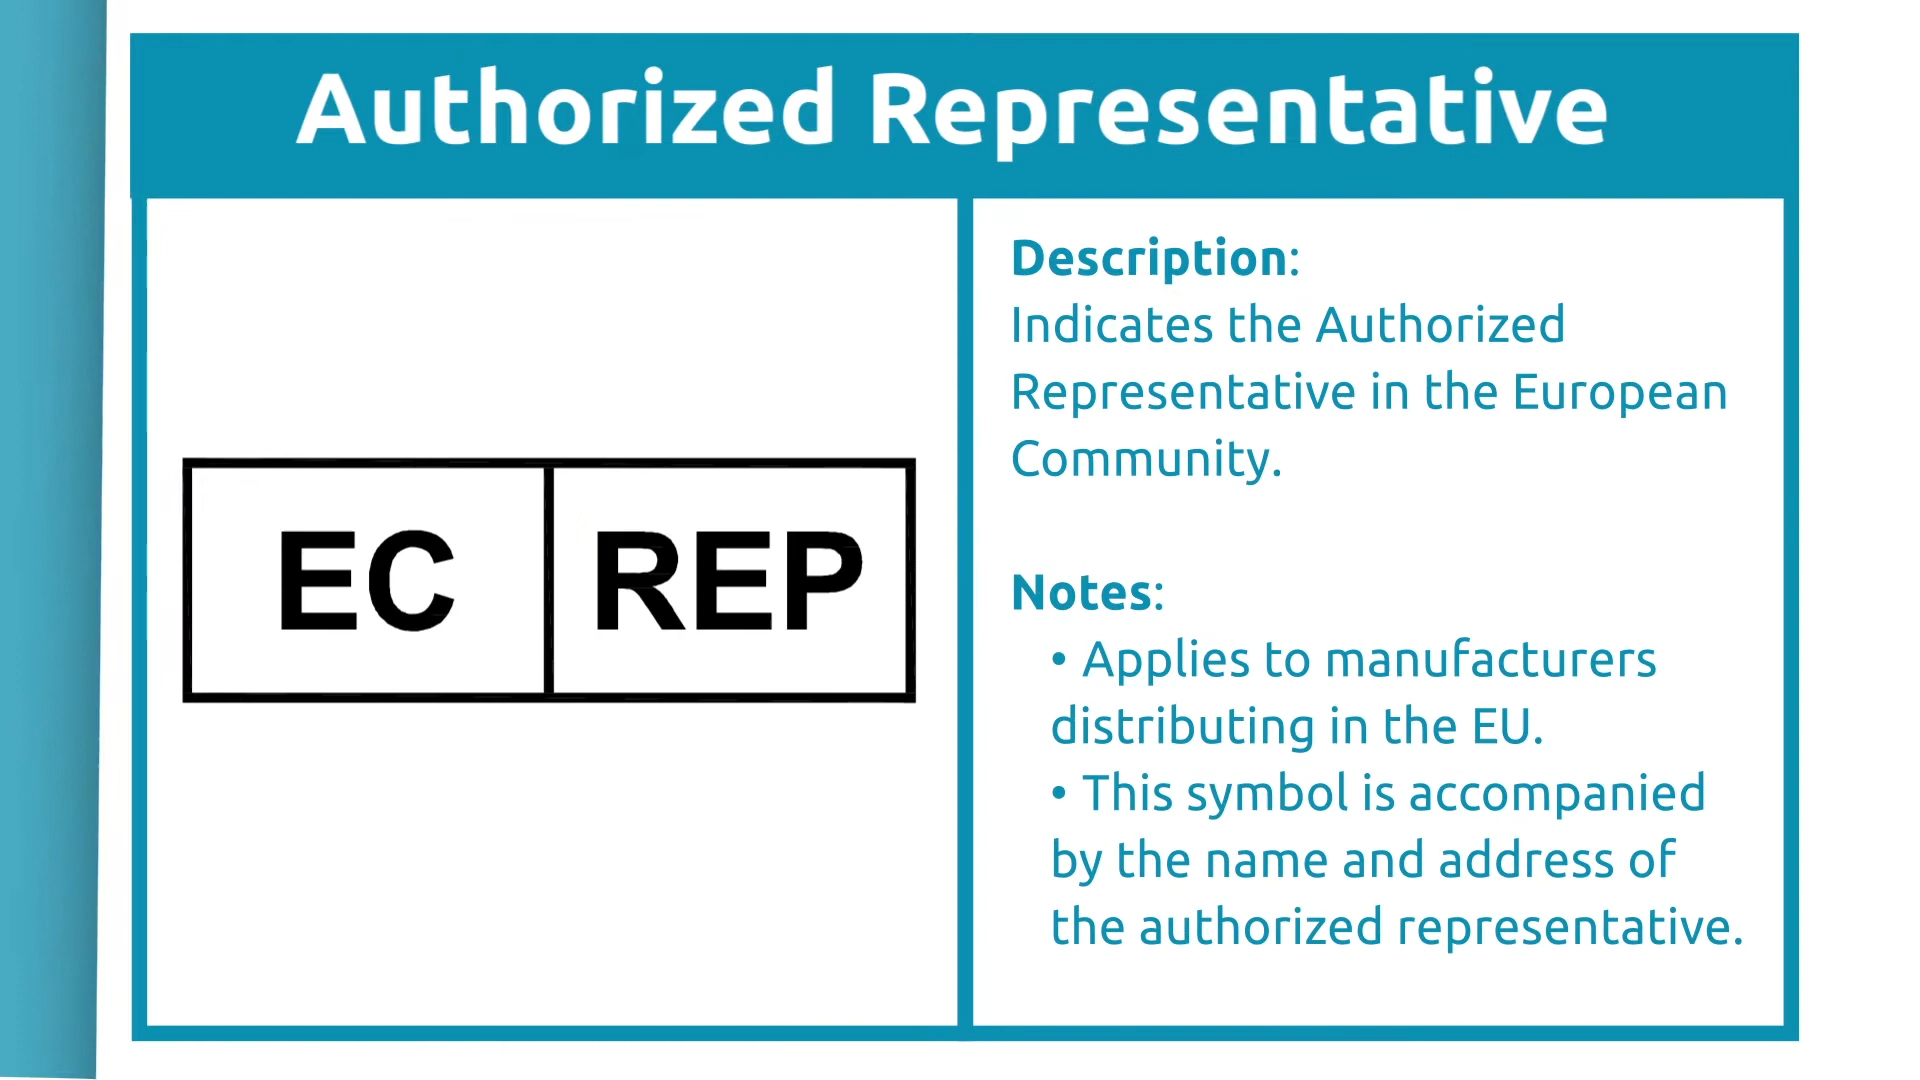 Authorized Representative
EC REP
Description:
Indicates the Authorized
Representative in the European
Community.
Notes:
• Applies to manufacturers
distributing in the EU.
• This symbol is accompanied
by the name and address of
the authorized representative.